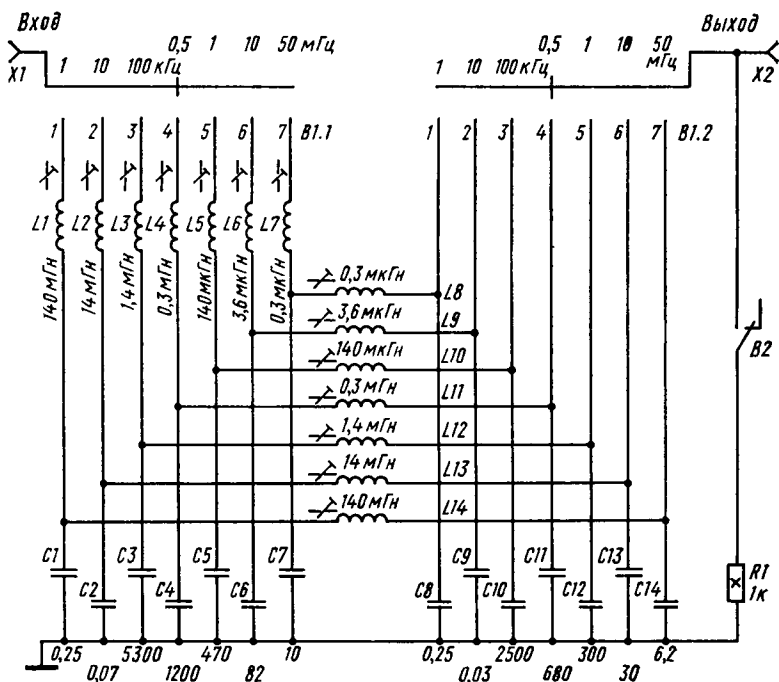 Вход
Выход
0,5 1 10 50 мГц
1 10 100 кГц
0,5 1 10 50 мГц
1 10 100 кГц
X1
X2
1 2 3 4 5 6 7 B1.1
1 2 3 4 5 6 7 B1.2
L1 L2 L3 L4 L5 L6 L7
140 мГн
14 мГн
1,4 мГн
0,3 мГн
140 мкГн
3,6 мкГн
0,3 мкГн
0,3 мкГн L8
3,6 мкГн L9
140 мкГн L10
0,3 мГн L11
1,4 мГн L12
14 мГн L13
140 мГн L14
B2
C1 C3 C5 C7 C9 C11 C13
C2 C4 C6 C8 C10 C12 C14
R1
1к
0,25 5300 470 10 0,25 2500 300 6,2
0,07 1200 82 0,03 680 30